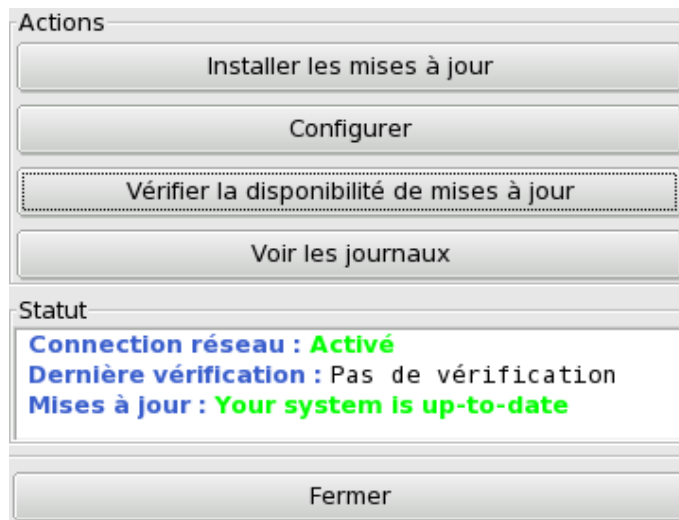 Actions
Installer les mises à jour
Configurer
Vérifier la disponibilité de mises à jour
Voir les journaux
Statut
Connection réseau : Activé
Dernière vérification : Pas de vérification
Mises à jour : Your system is up-to-date
Fermer